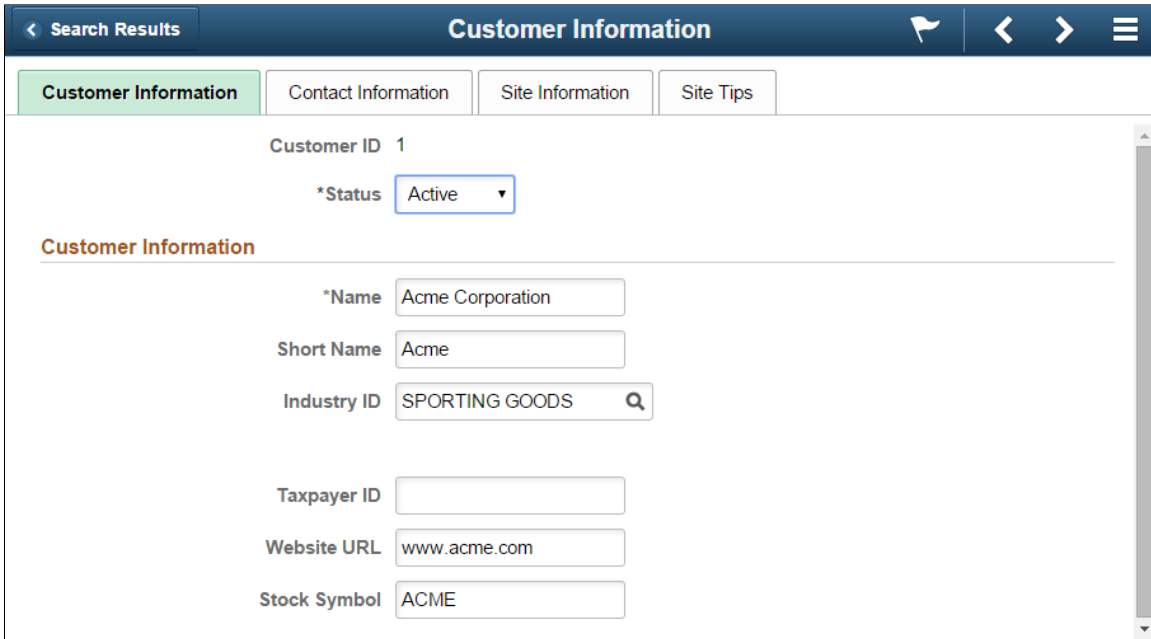 Search Results
Customer Information
Customer Information
Contact Information
Site Information
Site Tips
Customer ID 1
*Status Active
Customer Information
*Name Acme Corporation
Short Name Acme
Industry ID SPORTING GOODS
Taxpayer ID
Website URL www.acme.com
Stock Symbol ACME